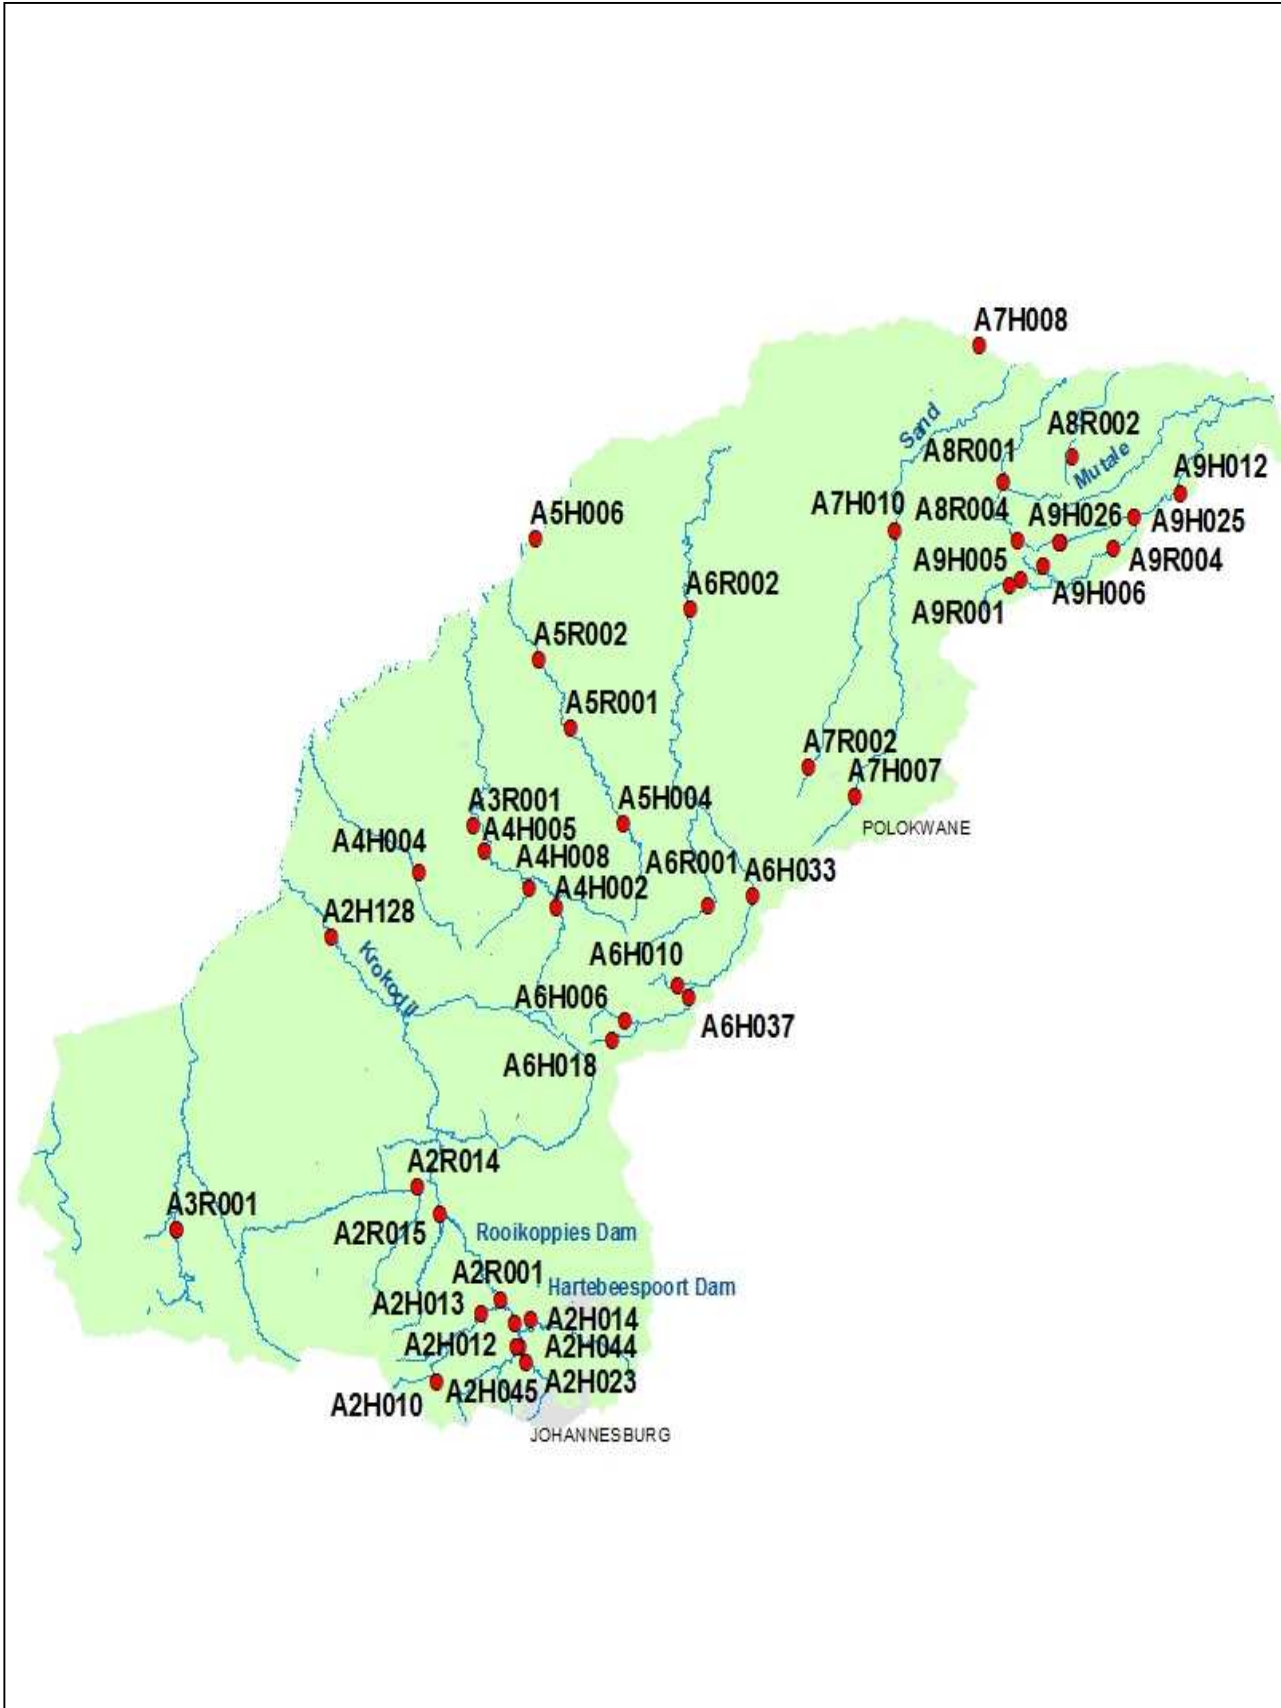 A7H008
Sand
A8R002
A8R001
Mutale
A9H012
A7H010
A8R004
A9H026
A9H025
A5H006
A9H005
A9R004
A6R002
A9R001
A9H006
A5R002
A5R001
A7R002
A7H007
A3R001
A5H004
POLOKWANE
A4H005
A4H004
A4H008
A6R001
A6H033
A4H002
A2H128
Krokodil
A6H010
A6H006
A6H037
A6H018
A2R014
A3R001
A2R015
Rooikoppies Dam
A2R001
Hartebeespoort Dam
A2H013
A2H014
A2H012
A2H044
A2H023
A2H045
A2H010
JOHANNESBURG